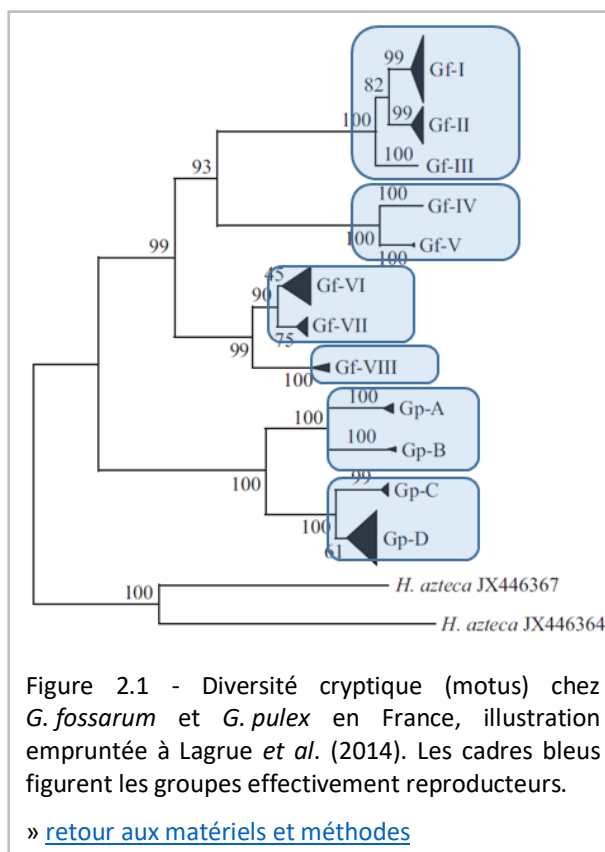 99
Gf-I
82
99
Gf-II
100
100
Gf-III
93
100
Gf-IV
100
Gf-V
100
99
45
Gf-VI
90
Gf-VII
75
99
Gf-VIII
100
100
Gp-A
100
100
Gp-B
100
99
Gp-C
100
Gp-D
61
H. azteca JX446367
100
H. azteca JX446364
Figure 2.1 - Diversité cryptique (motus) chez
G. fossarum et G. pulex en France, illustration
empruntée à Lagrue et al. (2014). Les cadres bleus
figurent les groupes effectivement reproducteurs.
» retour aux matériels et méthodes